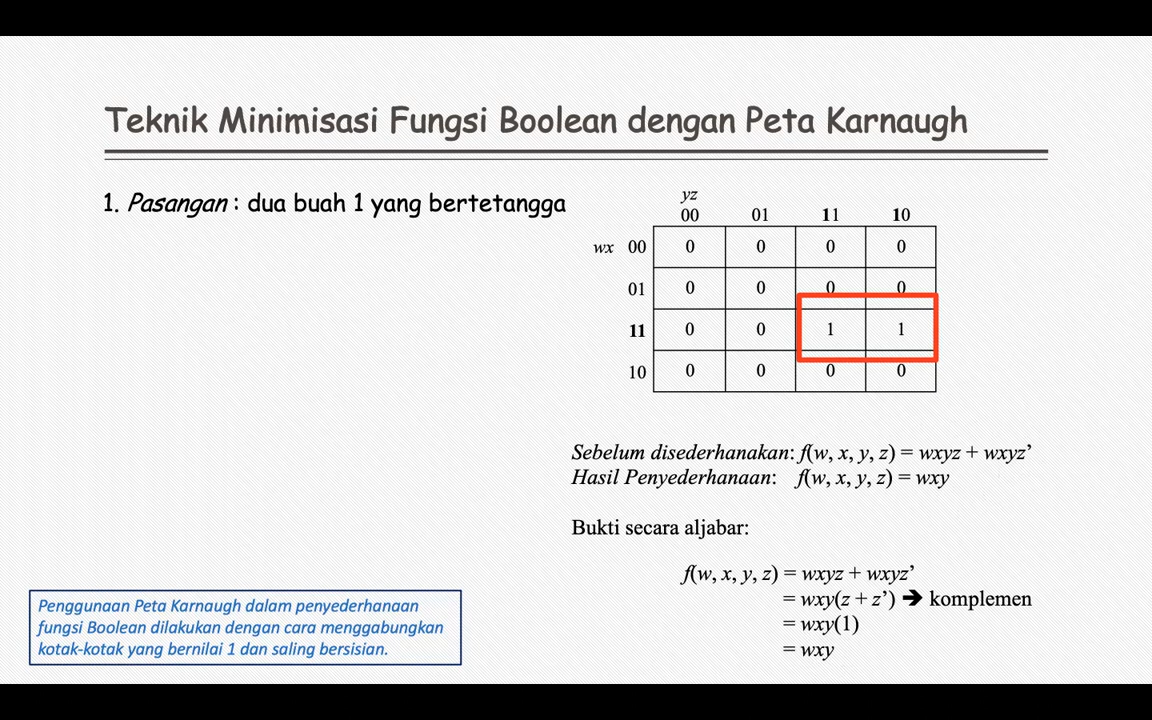 Teknik Minimisasi Fungsi Boolean dengan Peta Karnaugh
1. Pasangan : dua buah 1 yang bertetangga
yz
00 01 11 10
wx 00 0 0 0 0
01 0 0 0 0
11 0 0 1 1
10 0 0 0 0
Sebelum disederhanakan: f(w, x, y, z) = wxyz + wxyz’
Hasil Penyederhanaan: f(w, x, y, z) = wxy
Bukti secara aljabar:
f(w, x, y, z) = wxyz + wxyz’
= wxy(z + z’) 🡺 komplemen
= wxy(1)
= wxy
Penggunaan Peta Karnaugh dalam penyederhanaan
fungsi Boolean dilakukan dengan cara menggabungkan
kotak-kotak yang bernilai 1 dan saling bersisian.